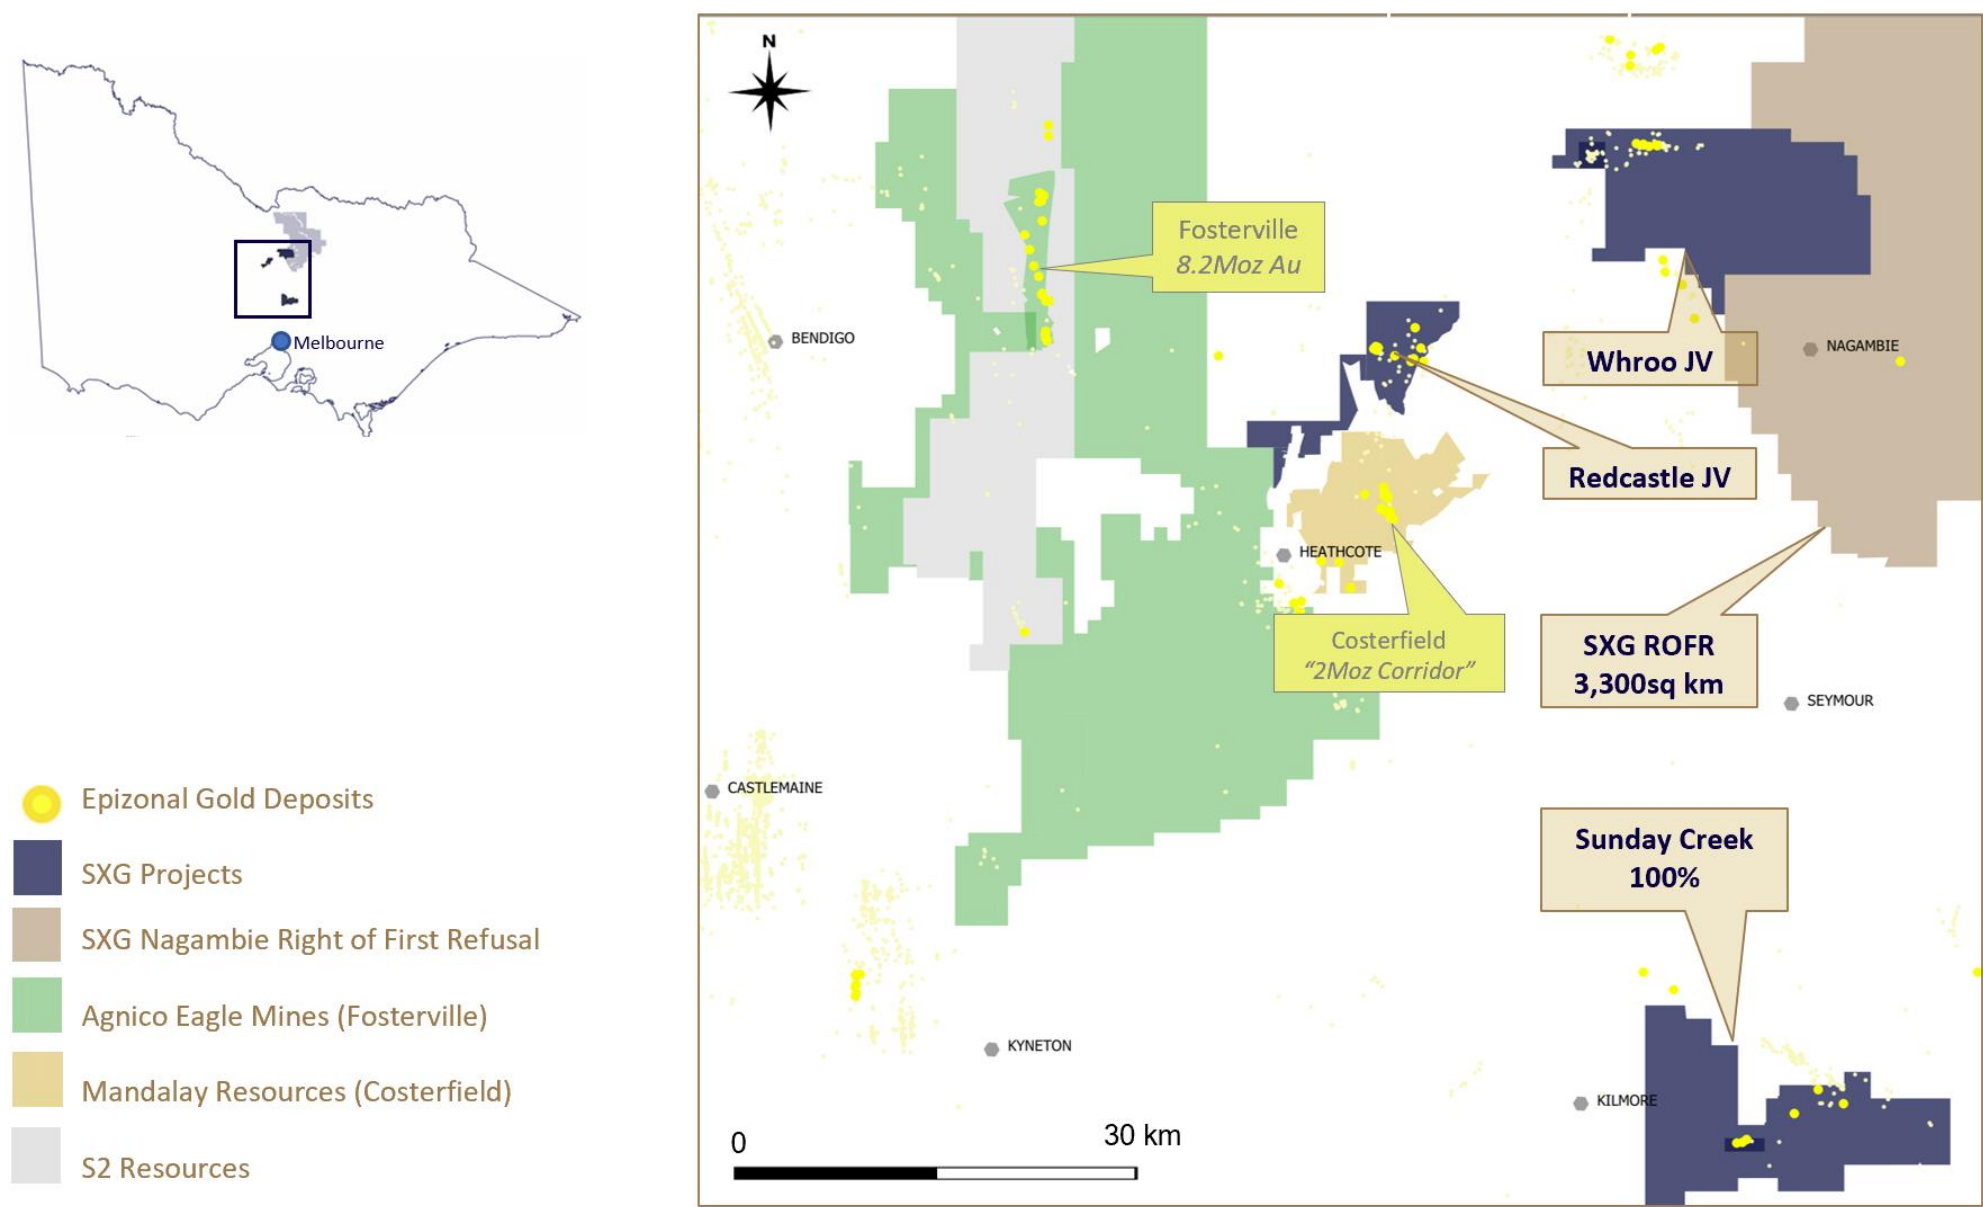 Melbourne
Epizonal Gold Deposits
SXG Projects
SXG Nagambie Right of First Refusal
Agnico Eagle Mines (Fosterville)
Mandalay Resources (Costerfield)
S2 Resources
N
Fosterville
8.2Moz Au
BENDIGO
Whroo JV
NAGAMBIE
Redcastle JV
HEATHCOTE
Costerfield
“2Moz Corridor”
SXG ROFR
3,300sq km
SEYMOUR
CASTLEMAINE
Sunday Creek
100%
KYNETON
KILMORE
0
30 km